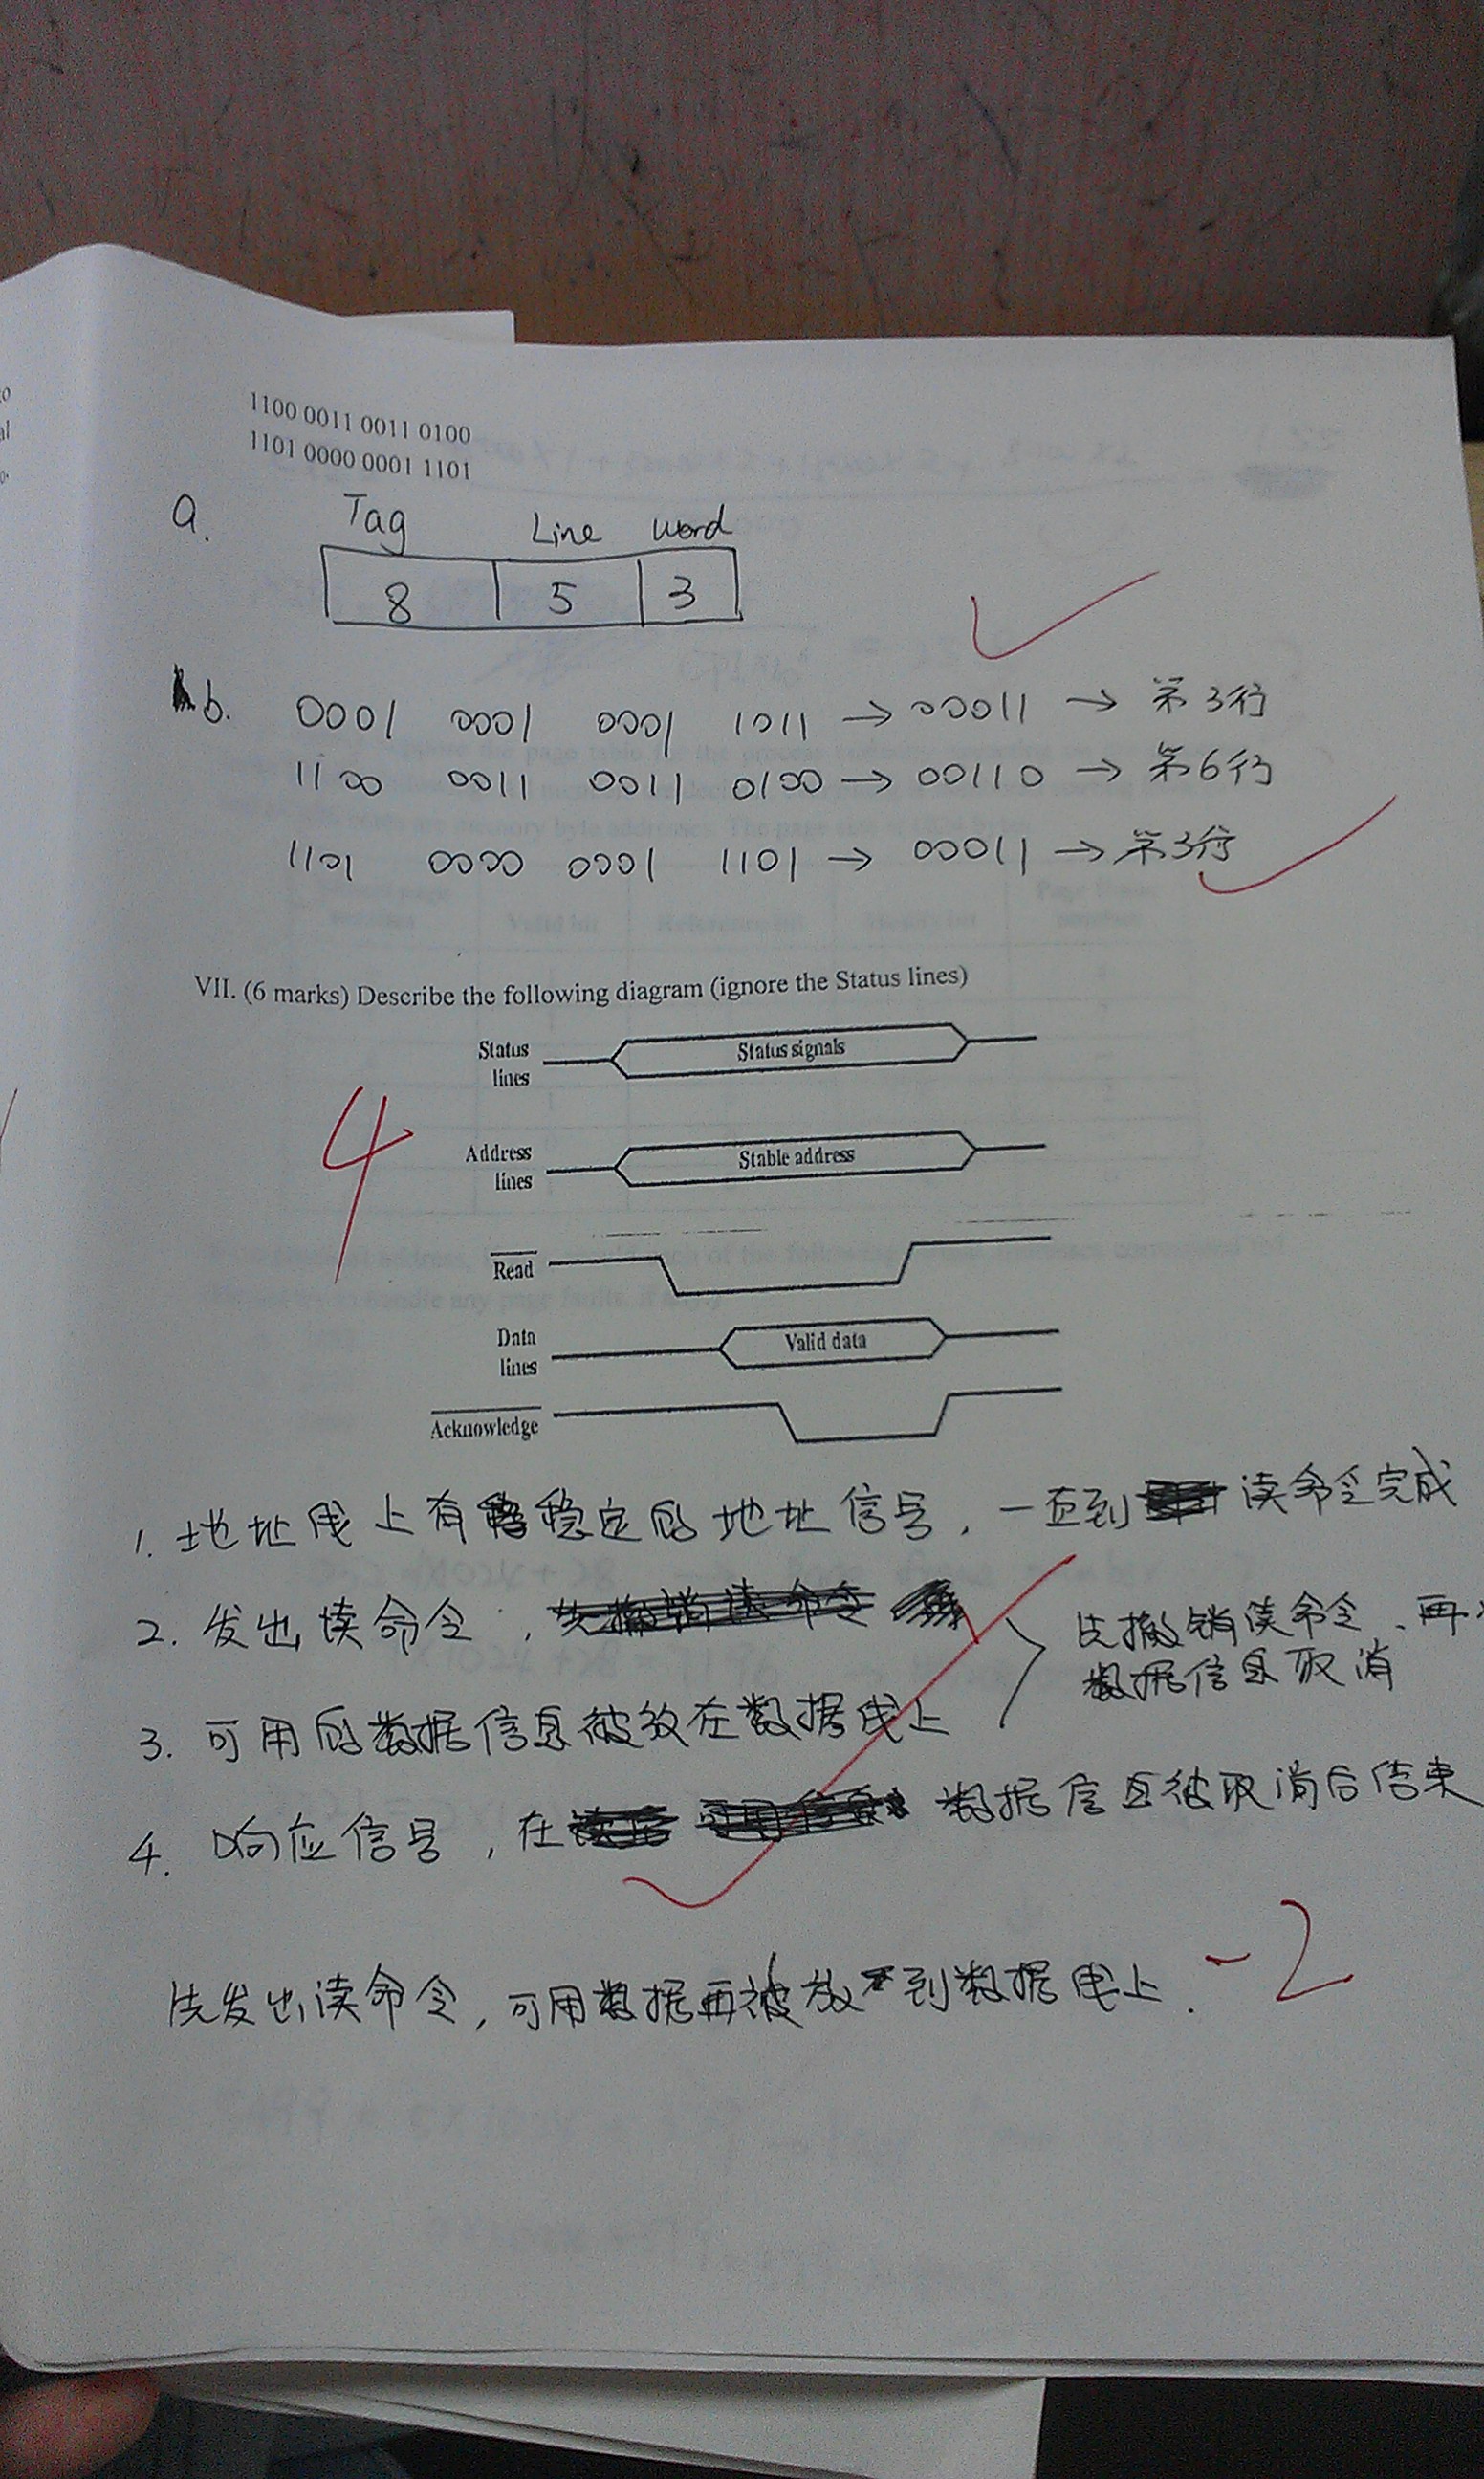 1100 0011 0011 0100
1101 0000 0001 1101
a. Tag Line word
8 5 3
b. 0001 0001 0001 1011 → 00011 → 第3行
1100 0011 0011 0100 → 00110 → 第6行
1101 0000 0001 1101 → 00011 → 第3行
VII. (6 marks) Describe the following diagram (ignore the Status lines)
Status lines
Status signals
4
Address lines
Stable address
Read
Data lines
Valid data
Acknowledge
1. 地址线上有稳定的地址信号，一直到读命令完成
2. 发出读命令，
先撤销读命令，再
数据信息取消
3. 可用的数据信息被放在数据线上
4. 响应信号，在数据信息被取消后结束
先发出读命令，可用数据再被放到数据电上． -2